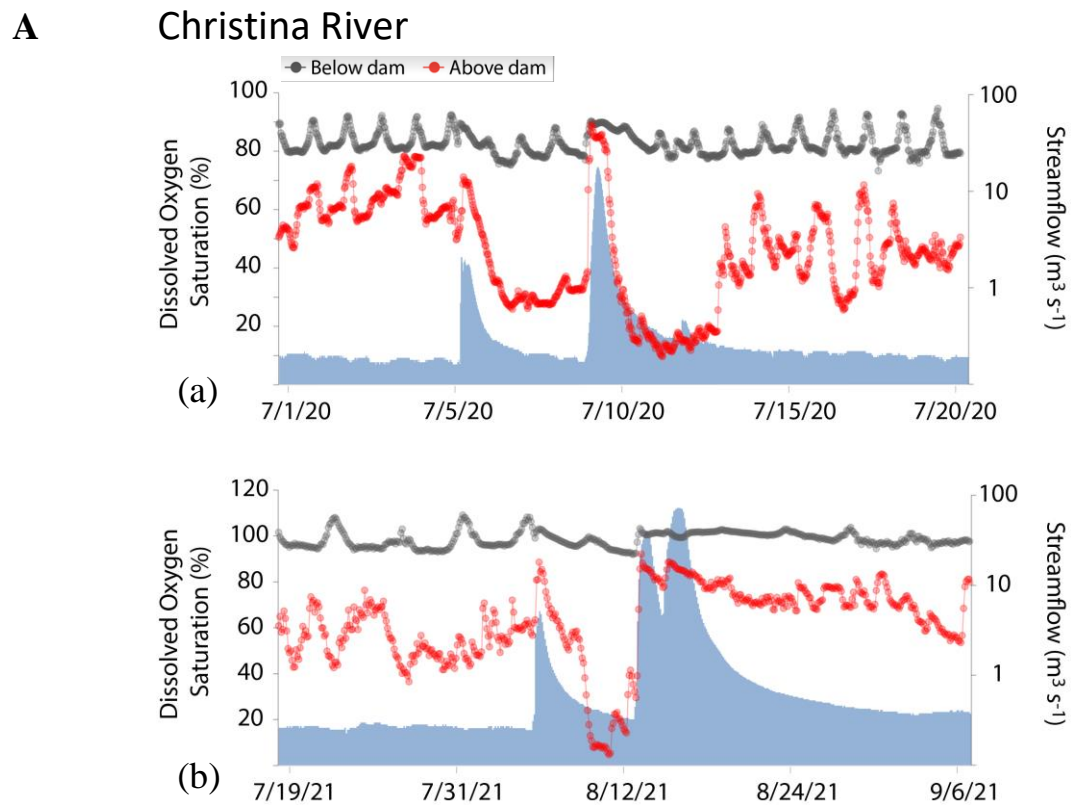 A Christina River
Below dam Above dam
100
80
60
40
20
Dissolved Oxygen
Saturation (%)
100
10
1
Streamflow (m³ s⁻¹)
(a)
7/1/20 7/5/20 7/10/20 7/15/20 7/20/20
120
100
80
60
40
20
Dissolved Oxygen
Saturation (%)
100
10
1
Streamflow (m³ s⁻¹)
(b)
7/19/21 7/31/21 8/12/21 8/24/21 9/6/21